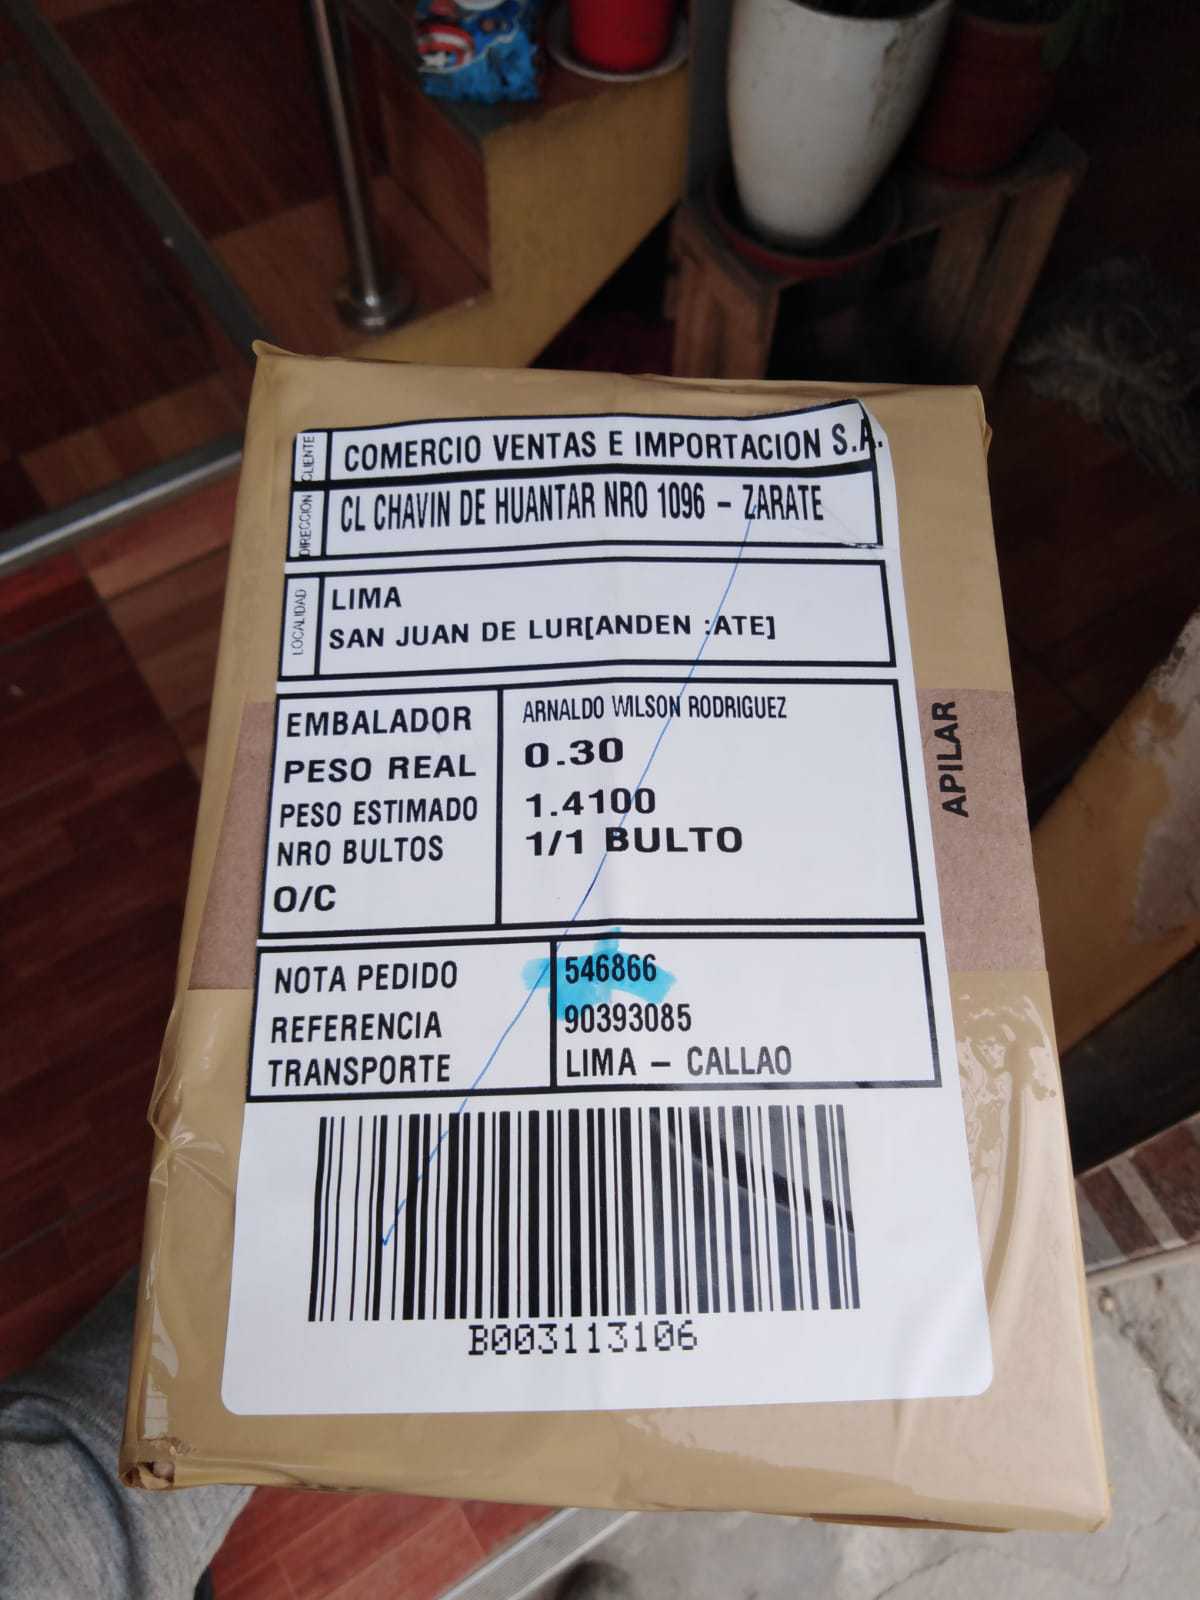 CLIENTE COMERCIO VENTAS E IMPORTACION S.A.
DIRECCION CL CHAVIN DE HUANTAR NRO 1096 - ZARATE
LOCALIDAD LIMA
SAN JUAN DE LUR[ANDEN :ATE]
EMBALADOR ARNALDO WILSON RODRIGUEZ
PESO REAL 0.30
PESO ESTIMADO 1.4100
NRO BULTOS 1/1 BULTO
O/C
NOTA PEDIDO 546866
REFERENCIA 90393085
TRANSPORTE LIMA - CALLAO
B003113106
APILAR